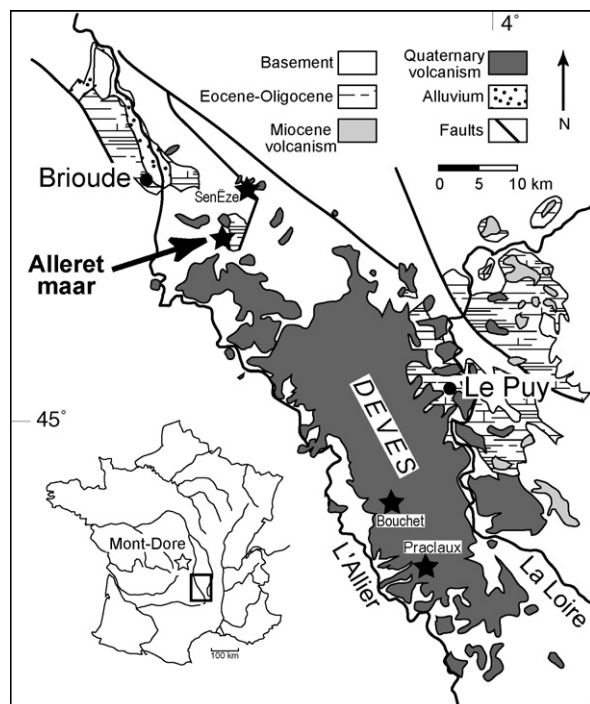 4°
Basement
Quaternary
volcanism
Eocene-Oligocene
Alluvium
Miocene
volcanism
Faults
N
0 5 10 km
Brioude
SenËze
Alleret
maar
DEVES
Le Puy
45°
Bouchet
Praclaux
L'Allier
La Loire
Mont-Dore
100 km